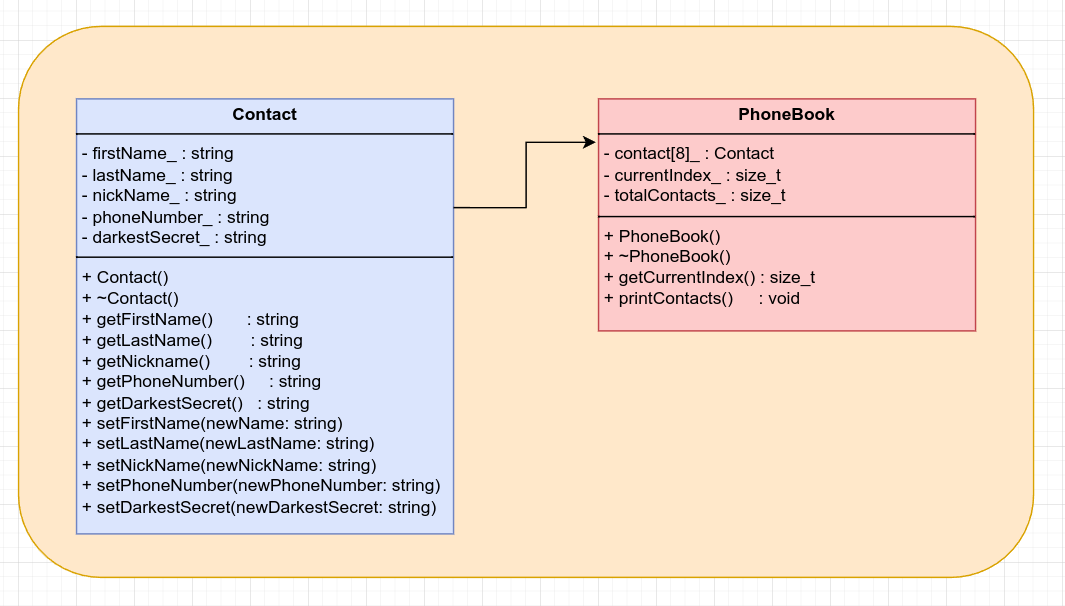 Contact
- firstName_ : string
- lastName_ : string
- nickName_ : string
- phoneNumber_ : string
- darkestSecret_ : string
+ Contact()
+ ~Contact()
+ getFirstName() : string
+ getLastName() : string
+ getNickname() : string
+ getPhoneNumber() : string
+ getDarkestSecret() : string
+ setFirstName(newName: string)
+ setLastName(newLastName: string)
+ setNickName(newNickName: string)
+ setPhoneNumber(newPhoneNumber: string)
+ setDarkestSecret(newDarkestSecret: string)
PhoneBook
- contact[8]_ : Contact
- currentIndex_ : size_t
- totalContacts_ : size_t
+ PhoneBook()
+ ~PhoneBook()
+ getCurrentIndex() : size_t
+ printContacts() : void